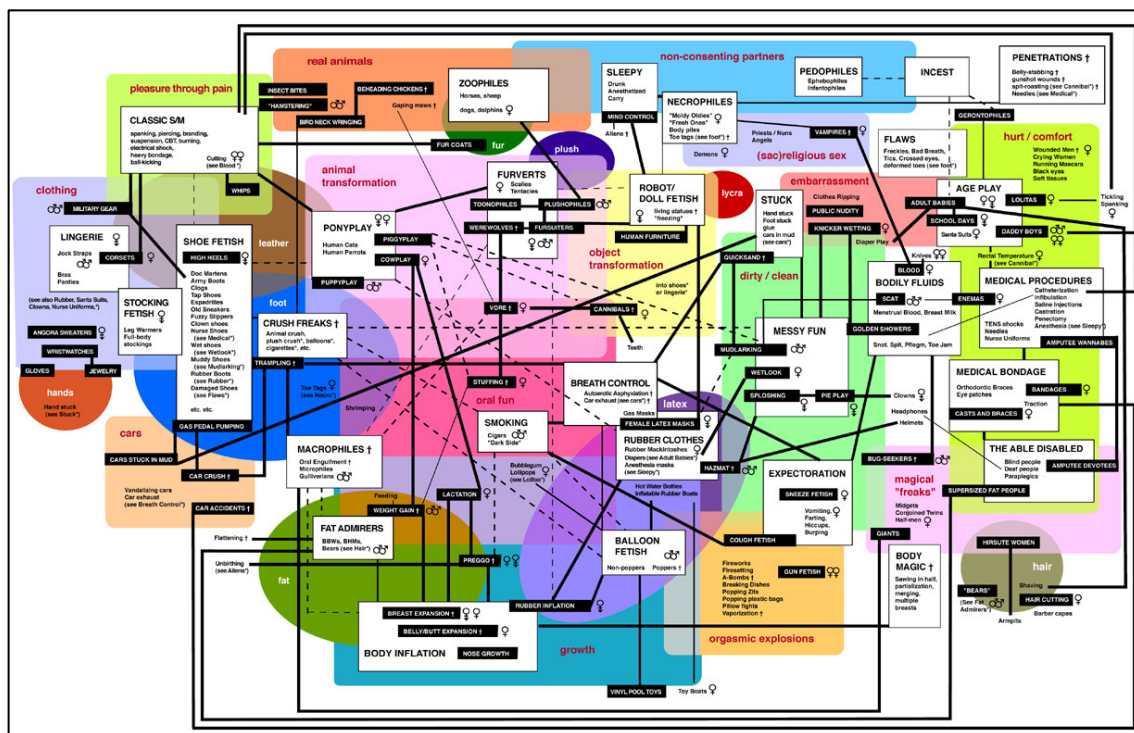 real animals
non-consenting partners
pleasure through pain
INSECT BITES
"HAMSTERING" †
BEHEADING CHICKENS †
Gaping maws †
BIRD NECK WRINGING
ZOOPHILES
Horses, sheep
dogs, dolphins
SLEEPY
Drunk
Anesthetized
Carry
MIND CONTROL
Aliens †
PEDOPHILES
Ephebophiles
Infantophiles
INCEST
PENETRATIONS †
Belly-stabbing †
gunshot wounds †
spit-roasting (see Cannibal*) †
Needles (see Medical*)
NECROPHILES
"Moldy Oldies"
"Fresh Ones"
Body piles
Toe tags (see foot*) †
Priests / Nuns
Angels
VAMPIRES †
Demons
(sac)religious sex
GERONTOPHILES
FLAWS
Freckles, Bad Breath,
Tics, Crossed eyes,
deformed toes (see foot*)
hurt / comfort
Wounded Men †
Crying Women
Running Mascara
Black eyes
Soft tissues
CLASSIC S/M
spanking, piercing, branding,
suspension, CBT, burning,
electrical shock,
heavy bondage,
ball-kicking
Cutting
(see Blood*)
WHIPS
FUR COATS
fur
plush
lycra
animal
transformation
FURVERTS
Scalies
Tentacles
TOONOPHILES
PLUSHOPHILES
WEREWOLVES †
FURSUITERS
ROBOT/
DOLL FETISH
living statues †
"freezing"
HUMAN FURNITURE
object
transformation
into shoes*
or lingerie*
STUCK
Hand stuck
Foot stuck
glue
cars in mud
(see cars*)
QUICKSAND †
embarrassment
Clothes Ripping
PUBLIC NUDITY
KNICKER WETTING
Diaper Play
AGE PLAY
ADULT BABIES
LOLITAS
SCHOOL DAYS
Santa Suits
DADDY BOYS
Tickling
Spanking
Rectal Temperature
(see Cannibal*)
clothing
MILITARY GEAR
LINGERIE
Jock Straps
CORSETS
Bras
Panties
(see also Rubber, Santa Suits,
Clowns, Nurse Uniforms,*)
STOCKING
FETISH
Leg Warmers
Full-body
stockings
ANGORA SWEATERS
WRISTWATCHES
GLOVES
JEWELRY
hands
Hand stuck
(see Stuck*)
SHOE FETISH
HIGH HEELS
Doc Martens
Army Boots
Clogs
Tap Shoes
Espadrilles
Old Sneakers
Fuzzy Slippers
Clown shoes
Nurse Shoes
(see Medical*)
Wet shoes
(see Wetlook*)
Muddy Shoes
(see Mudlarking*)
Rubber Boots
(see Rubber*)
Damaged Shoes
(see Flaws*)
etc. etc.
GAS PEDAL PUMPING
leather
foot
PONYPLAY
Human Cats
Human Parrots
PIGGYPLAY
COWPLAY
PUPPYPLAY
CRUSH FREAKS †
Animal crush,
plush crush*, balloons*,
cigarettes*, etc.
TRAMPLING †
Toe Tags
(see Necro*)
Shrimping
VORE †
CANNIBALS †
Teeth
STUFFING †
oral fun
SMOKING
Cigars
"Dark Side"
BREATH CONTROL
Autoerotic Asphyxiation †
Car exhaust (see cars*) †
Gas Masks
FEMALE LATEX MASKS
latex
RUBBER CLOTHES
Rubber Mackintoshes
Diapers (see Adult Babies*)
Anesthesia masks
(see Sleepy*)
HAZMAT †
Hot Water Bottles
Inflatable Rubber Boats
Bubblegum
Lollipops
(see Lolitas*)
dirty / clean
MESSY FUN
MUDLARKING
WETLOOK
SPLOSHING
PIE PLAY
Knives
BLOOD
BODILY FLUIDS
SCAT
ENEMAS
Menstrual Blood, Breast Milk
GOLDEN SHOWERS
Snot, Spit, Pflegm, Toe Jam
MEDICAL PROCEDURES
Catheterization
Infibulation
Saline Injections
Castration
Penectomy
Anesthesia (see Sleepy*)
TENS shocks
Needles
Nurse Uniforms
AMPUTEE WANNABES
MEDICAL BONDAGE
Orthodontic Braces
Eye patches
BANDAGES
Traction
CASTS AND BRACES
Clowns
Headphones
Helmets
BUG-SEEKERS †
THE ABLE DISABLED
Blind people
Deaf people
Paraplegics
AMPUTEE DEVOTEES
SUPERSIZED FAT PEOPLE
magical
"freaks"
Midgets
Conjoined Twins
Half-men
GIANTS
cars
CARS STUCK IN MUD
CAR CRUSH †
Vandalizing cars
Car exhaust
(see Breath Control*)
CAR ACCIDENTS †
MACROPHILES †
Oral Engulfment †
Microphiles
Gulliverians
LACTATION
Feeding
WEIGHT GAIN
FAT ADMIRERS
BBWs, BHMs,
Bears (see Hair*)
Flattening †
Unbirthing †
(see Aliens*)
PREGGO †
fat
BREAST EXPANSION †
BELLY/BUTT EXPANSION †
BODY INFLATION
NOSE GROWTH
growth
RUBBER INFLATION
BALLOON
FETISH
Non-poppers
Poppers †
VINYL POOL TOYS
Toy Boats
EXPECTORATION
SNEEZE FETISH
Vomiting,
Farting,
Hiccups,
Burping
COUGH FETISH
Fireworks
Firesetting
A-Bombs †
Breaking Dishes
Popping Zits
Popping plastic bags
Pillow fights
Vaporization †
GUN FETISH
orgasmic explosions
BODY
MAGIC †
Sawing in half,
partialization,
merging,
multiple
breasts
HIRSUTE WOMEN
hair
"BEARS"
(See Fat
Admirers*)
Shaving
HAIR CUTTING
Barber capes
Armpits